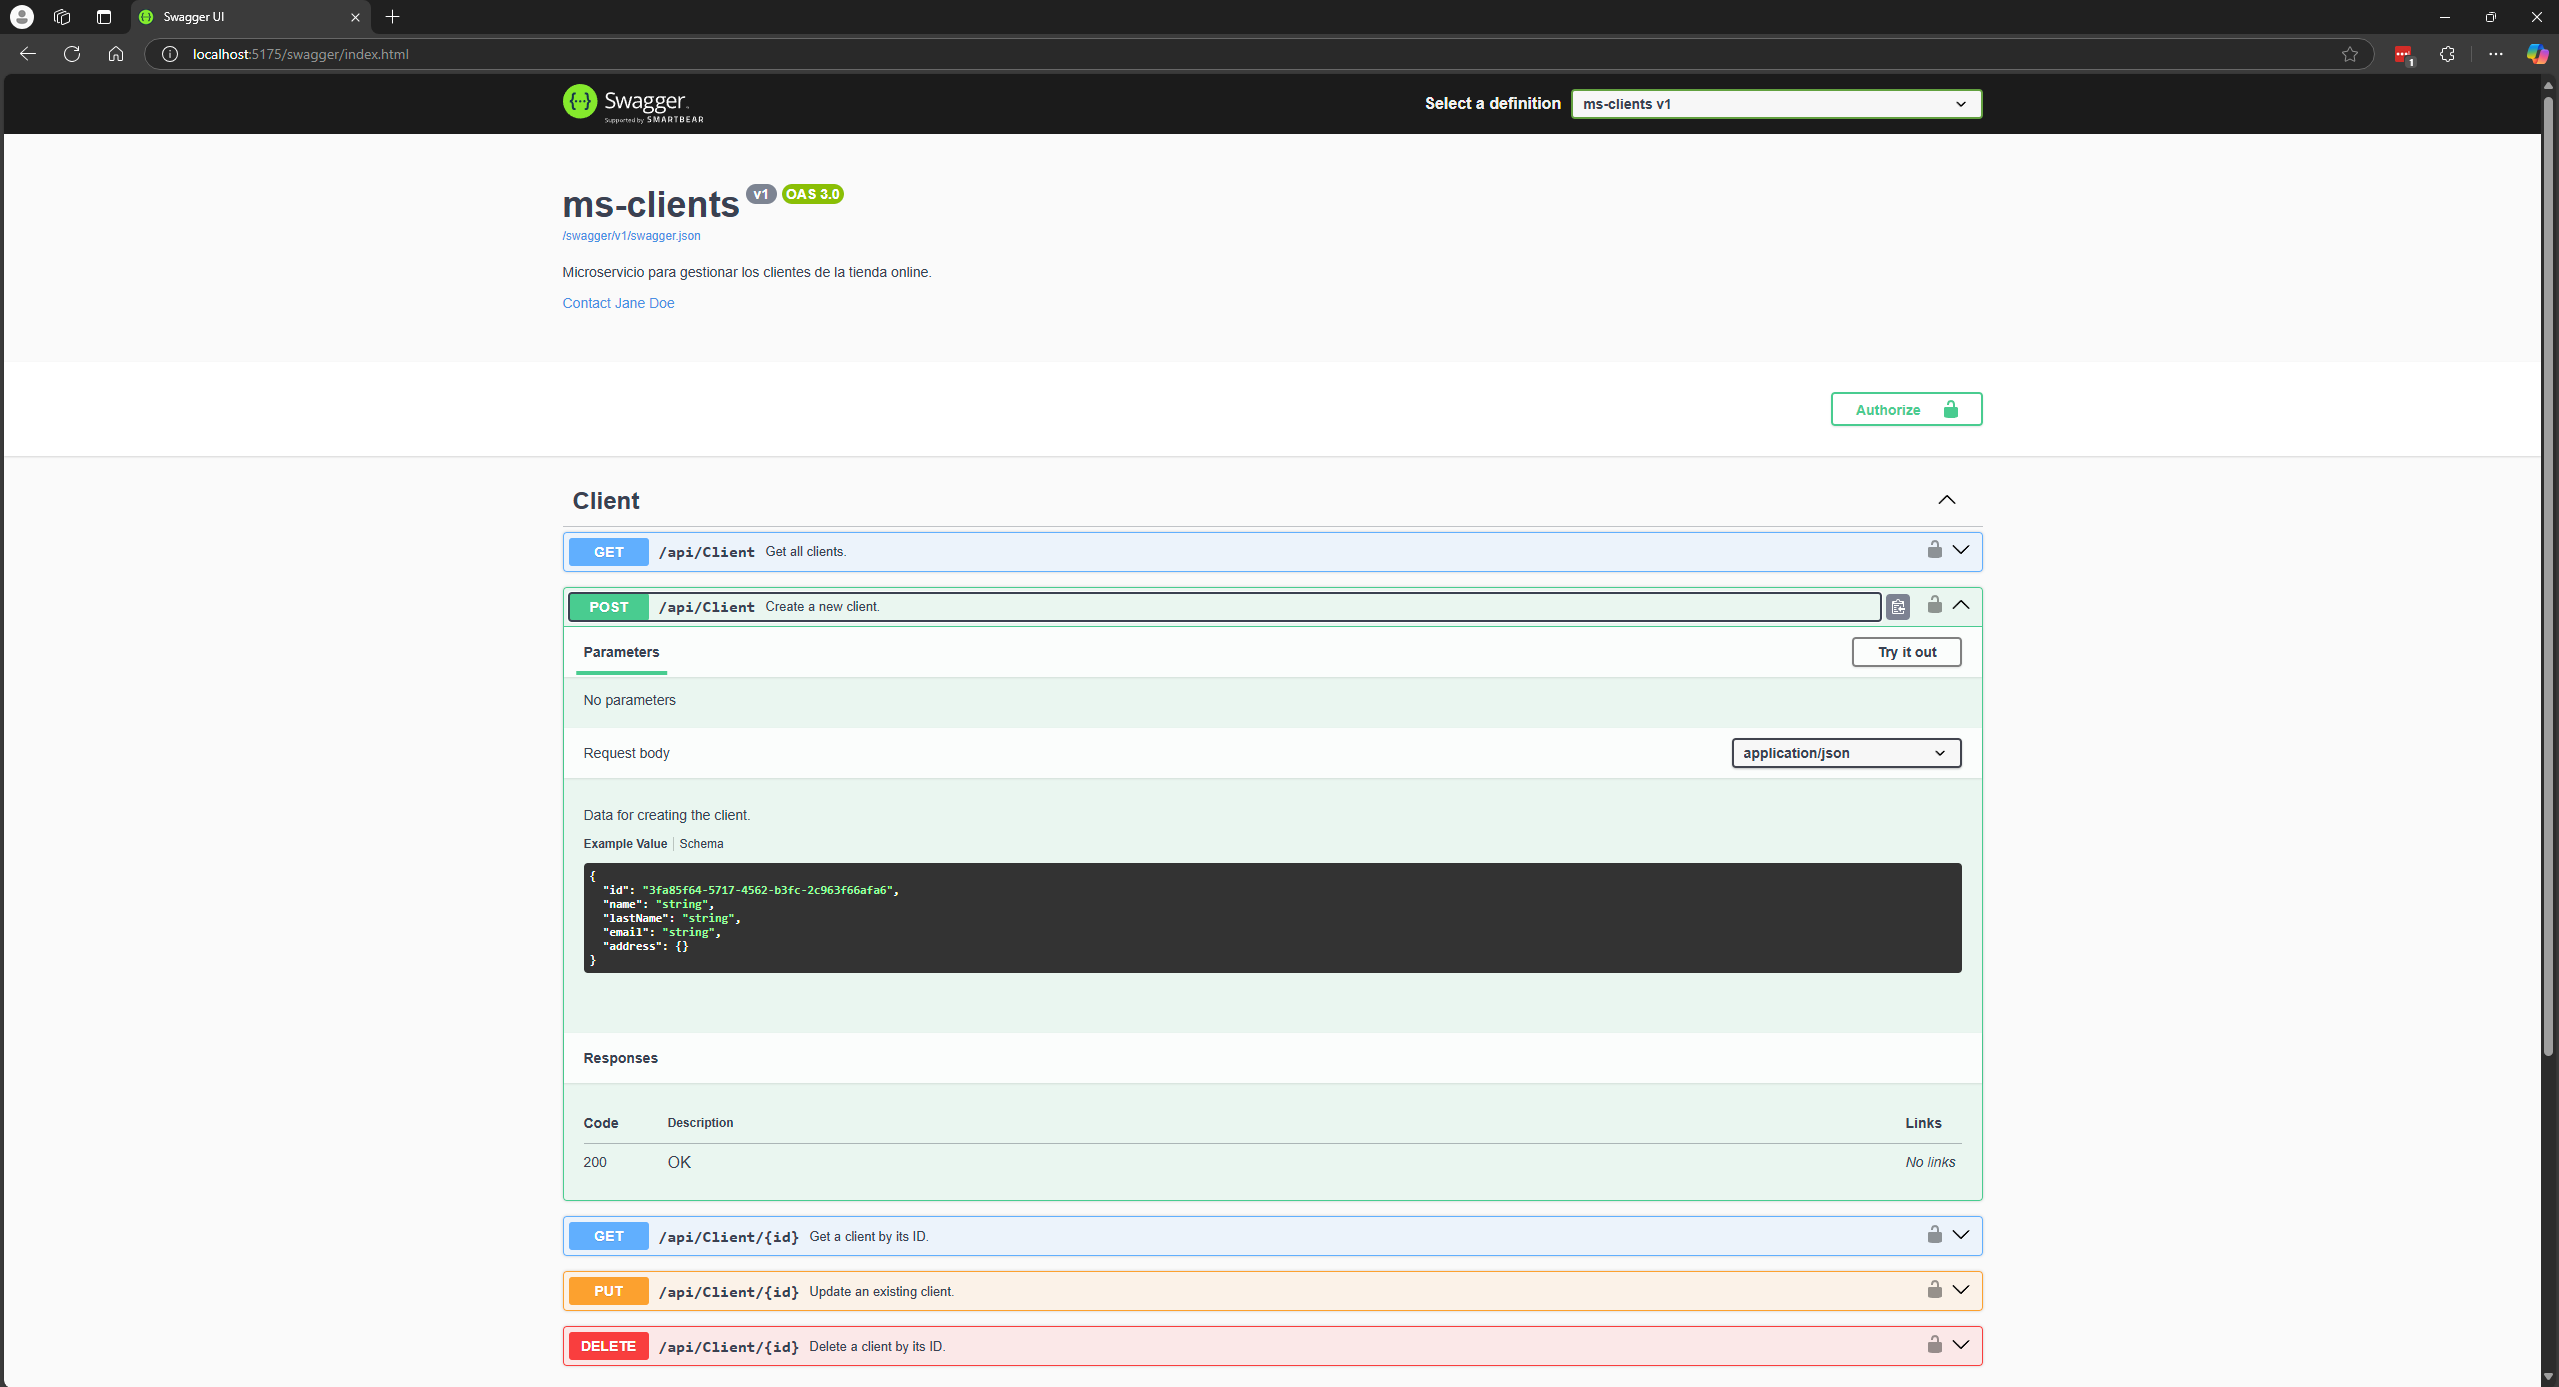 Swagger UI
localhost:5175/swagger/index.html
1
Swagger
Supported by SMARTBEAR
Select a definition
ms-clients v1
ms-clients v1 OAS 3.0
/swagger/v1/swagger.json
Microservicio para gestionar los clientes de la tienda online.
Contact Jane Doe
Authorize
Client
GET /api/Client Get all clients.
POST /api/Client Create a new client.
Parameters
Try it out
No parameters
Request body
application/json
Data for creating the client.
Example Value Schema
{
"id": "3fa85f64-5717-4562-b3fc-2c963f66afa6",
"name": "string",
"lastName": "string",
"email": "string",
"address": {}
}
Responses
Code Description Links
200 OK No links
GET /api/Client/{id} Get a client by its ID.
PUT /api/Client/{id} Update an existing client.
DELETE /api/Client/{id} Delete a client by its ID.